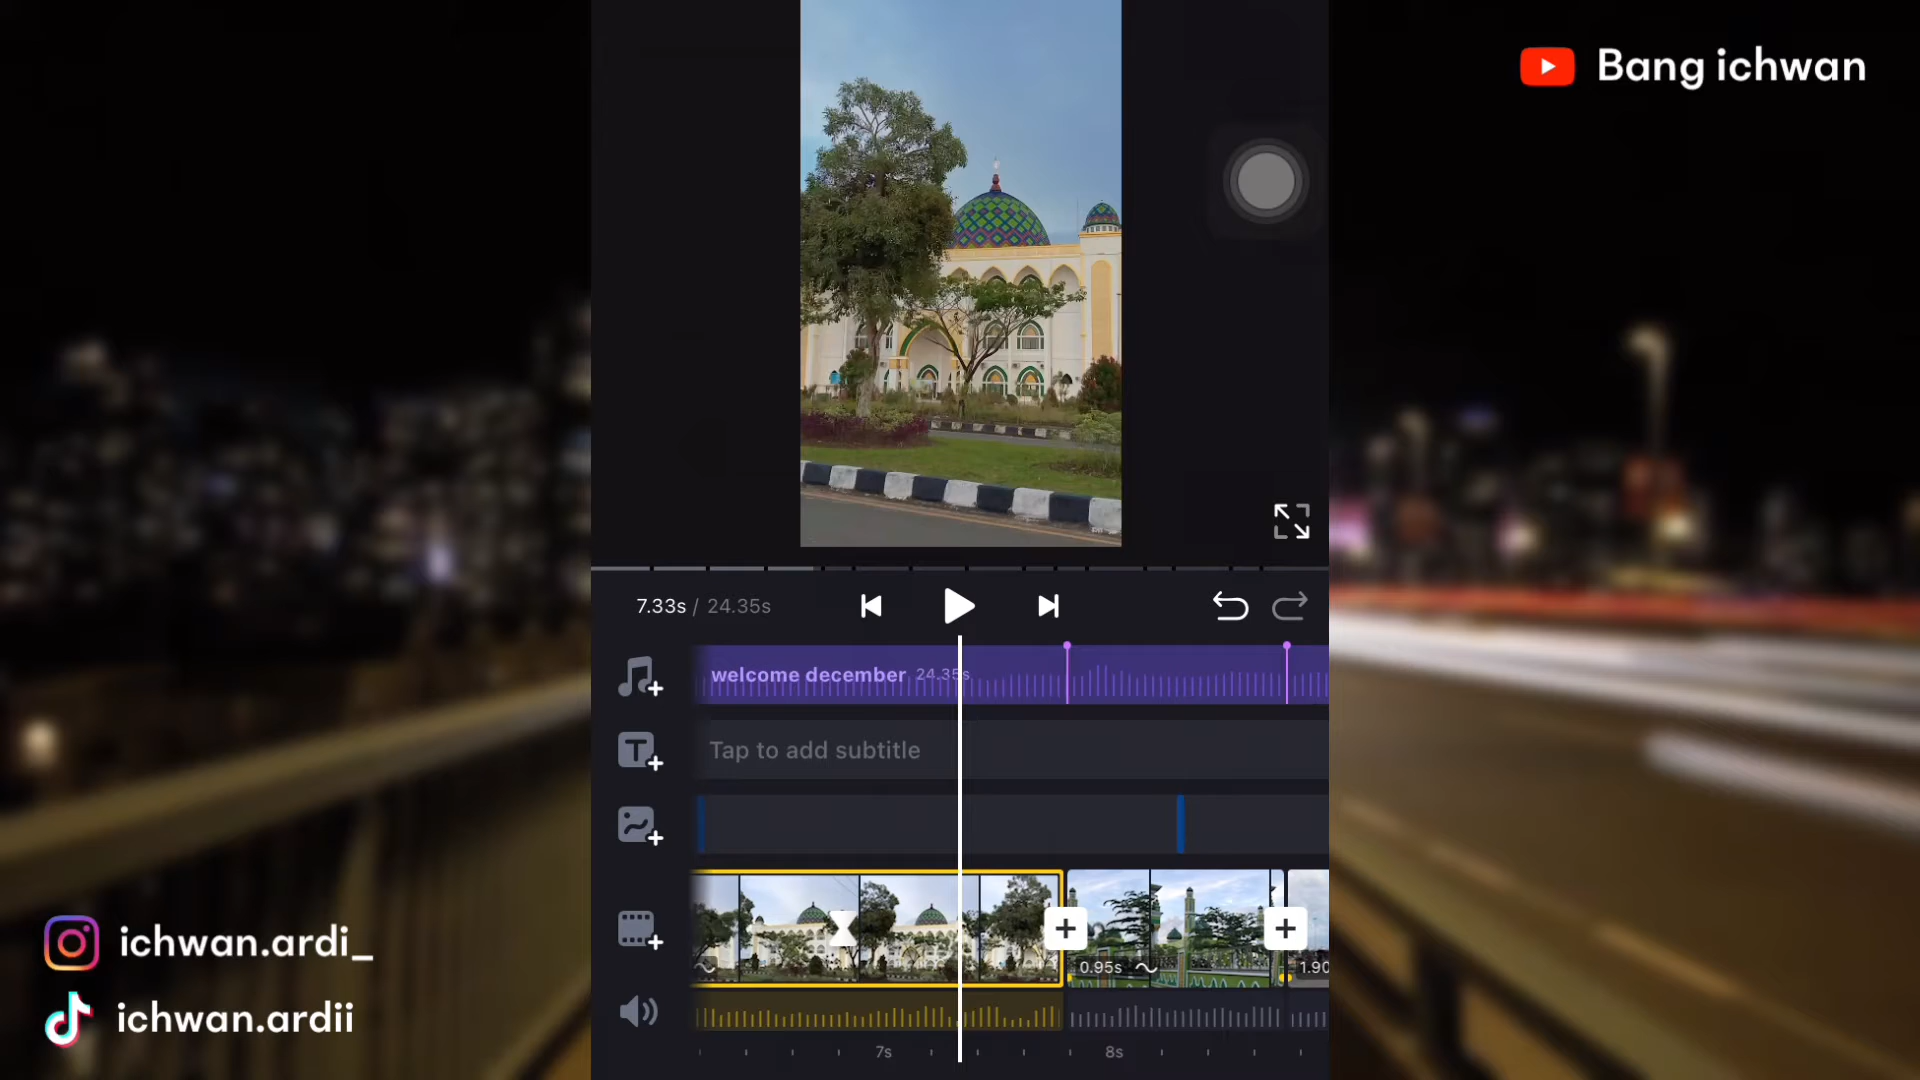 Bang ichwan
7.33s / 24.35s
welcome december 24.35s
T
Tap to add subtitle
0.95s
1.90
7s
8s
ichwan.ardi_
ichwan.ardii